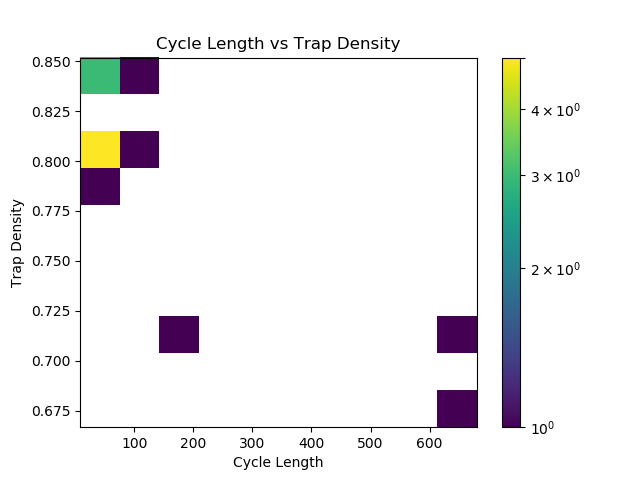 Cycle Length vs Trap Density
0.850
0.825
0.800
0.775
0.750
0.725
0.700
0.675
Trap Density
100 200 300 400 500 600
Cycle Length
4 × 10⁰
3 × 10⁰
2 × 10⁰
10⁰